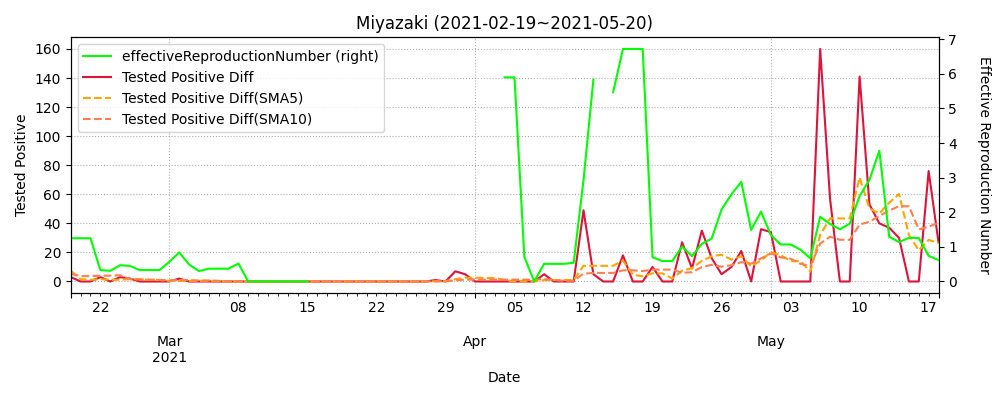 Miyazaki (2021-02-19~2021-05-20)
effectiveReproductionNumber (right)
Tested Positive Diff
Tested Positive Diff(SMA5)
Tested Positive Diff(SMA10)
Tested Positive
160
140
120
100
80
60
40
20
0
7
6
5
4
3
2
1
0
Effective Reproduction Number
22 08 15 22 29 05 12 19 26 03 10 17
Mar Apr May
2021
Date